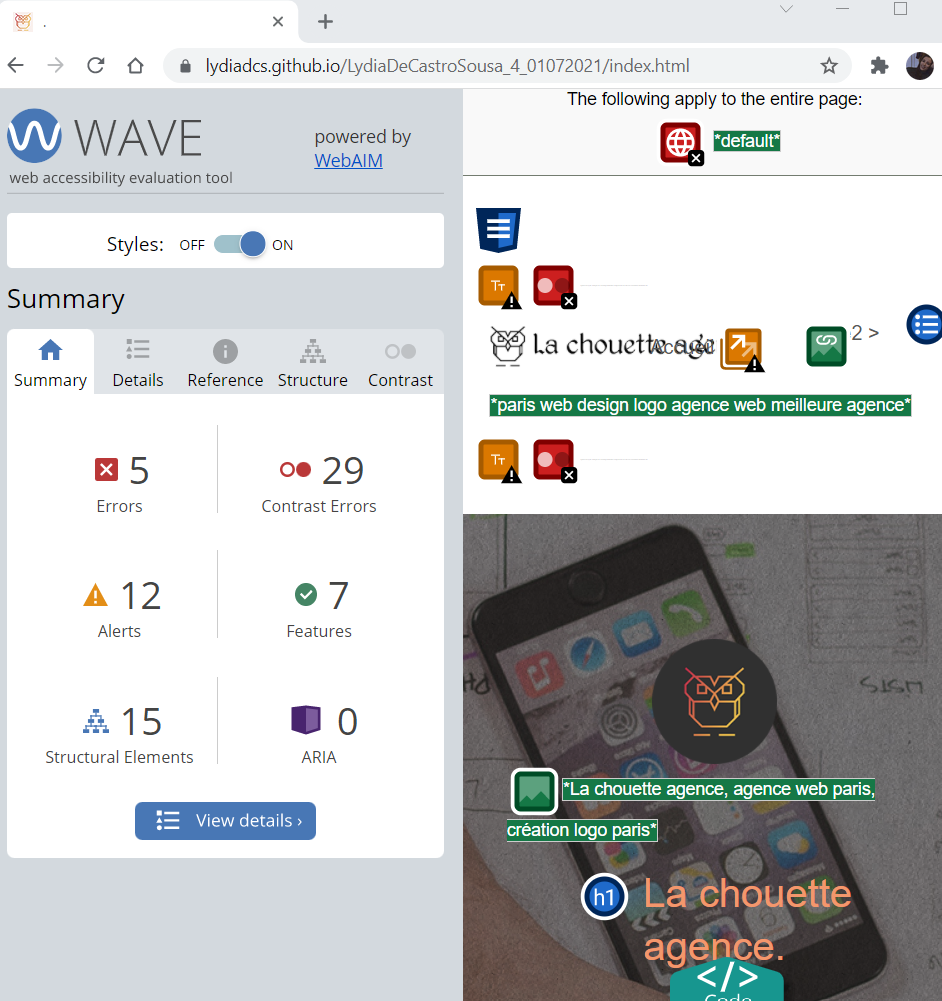 .
lydiadcs.github.io/LydiaDeCastroSousa_4_01072021/index.html
WAVE
powered by
WebAIM
web accessibility evaluation tool
Styles: OFF ON
Summary
Summary Details Reference Structure Contrast
5
Errors
29
Contrast Errors
12
Alerts
7
Features
15
Structural Elements
0
ARIA
View details ›
The following apply to the entire page:
*default*
Tт
La chouette
Accueil
2 >
*paris web design logo agence web meilleure agence*
Tт
*La chouette agence, agence web paris,
création logo paris*
h1 La chouette
agence.
</>
Code